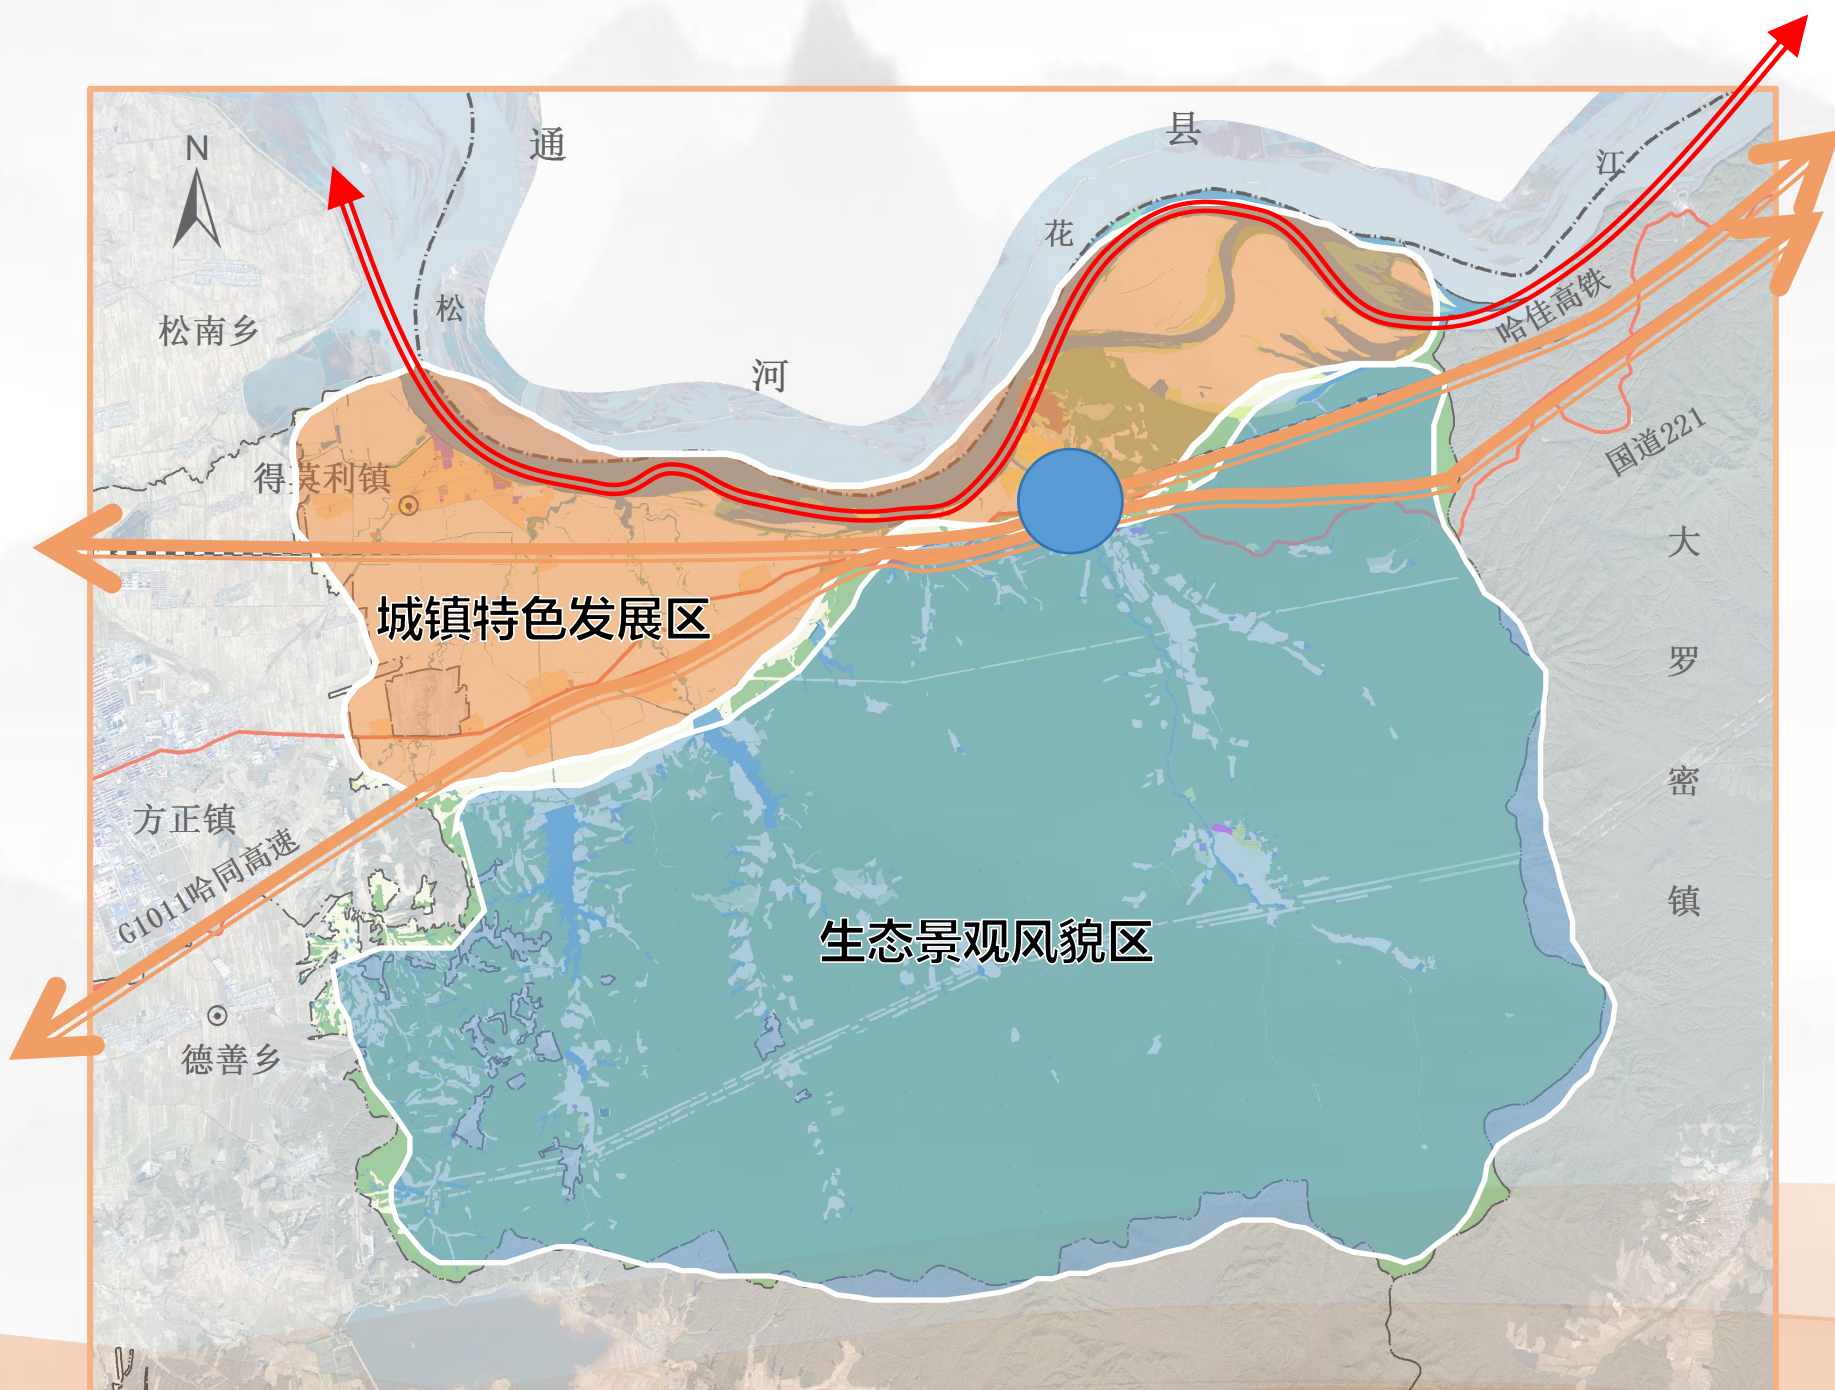 N
通
县
江
花
松
松南乡
河
哈佳高铁
国道221
得莫利镇
大罗密镇
城镇特色发展区
方正镇
G1011哈同高速
生态景观风貌区
德善乡